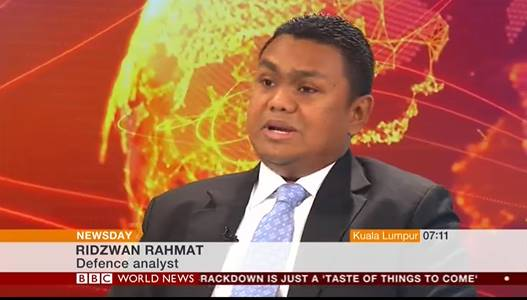 NEWSDAY
Kuala Lumpur 07:11
RIDZWAN RAHMAT
Defence analyst
BBC WORLD NEWS RACKDOWN IS JUST A 'TASTE OF THINGS TO COME'